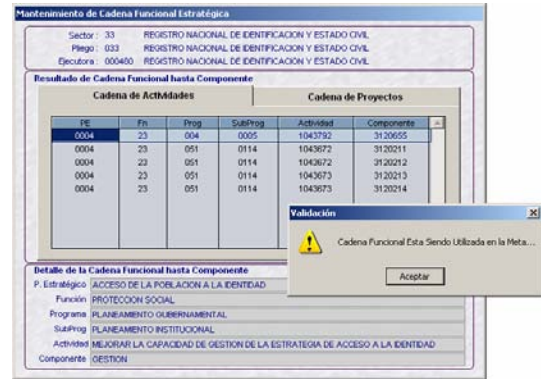 Mantenimiento de Cadena Funcional Estratégica
Sector : 33 REGISTRO NACIONAL DE IDENTIFICACION Y ESTADO CIVIL
Pliego : 033 REGISTRO NACIONAL DE IDENTIFICACION Y ESTADO CIVIL
Ejecutora : 000400 REGISTRO NACIONAL DE IDENTIFICACION Y ESTADO CIVIL
Resultado de Cadena Funcional hasta Componente
Cadena de Actividades Cadena de Proyectos
PE Fn Prog SubProg Actividad Componente
0004 23 004 0005 1043792 3120655
0004 23 051 0114 1043672 3120211
0004 23 051 0114 1043672 3120212
0004 23 051 0114 1043673 3120213
0004 23 051 0114 1043673 3120214
Validación
Cadena Funcional Esta Siendo Utilizada en la Meta...
Aceptar
Detalle de la Cadena Funcional hasta Componente
P. Estratégico ACCESO DE LA POBLACION A LA IDENTIDAD
Función PROTECCION SOCIAL
Programa PLANEAMIENTO GUBERNAMENTAL
SubProg PLANEAMIENTO INSTITUCIONAL
Actividad MEJORAR LA CAPACIDAD DE GESTION DE LA ESTRATEGIA DE ACCESO A LA IDENTIDAD
Componente GESTION